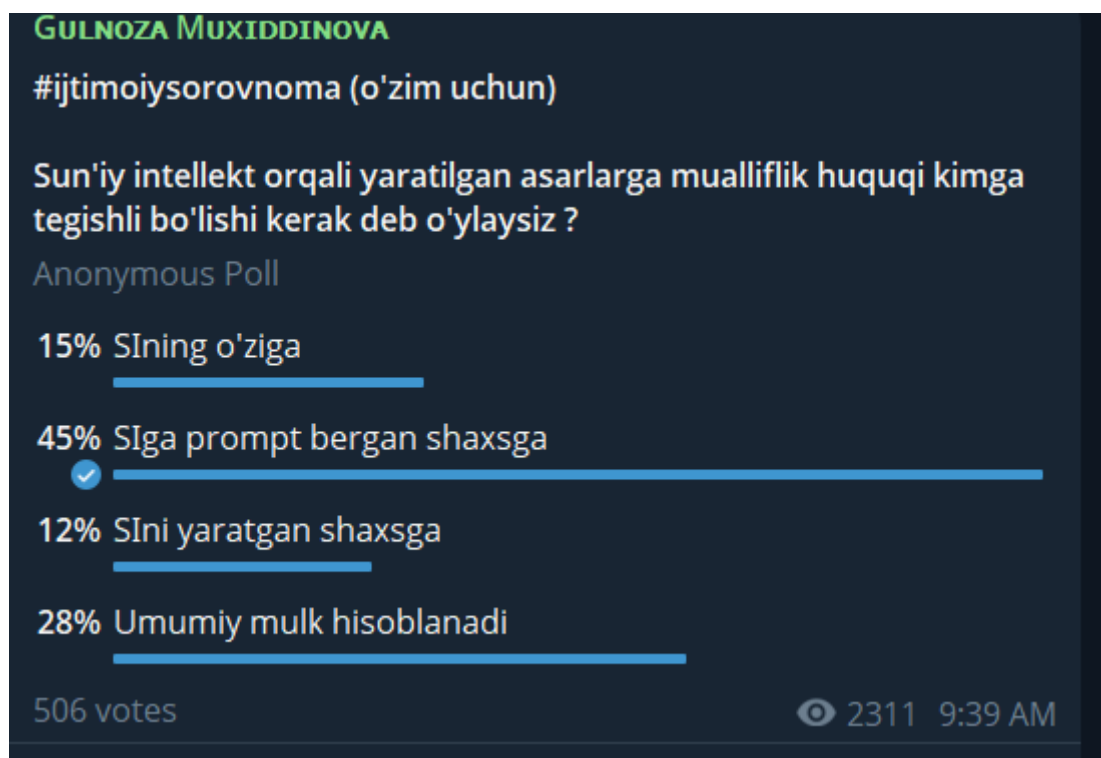 Gulnoza Muxiddinova
#ijtimoiysorovnoma (o'zim uchun)
Sun'iy intellekt orqali yaratilgan asarlarga mualliflik huquqi kimga
tegishli bo'lishi kerak deb o'ylaysiz ?
Anonymous Poll
15% SIning o'ziga
45% SIga prompt bergan shaxsga
12% SIni yaratgan shaxsga
28% Umumiy mulk hisoblanadi
506 votes 2311 9:39 AM